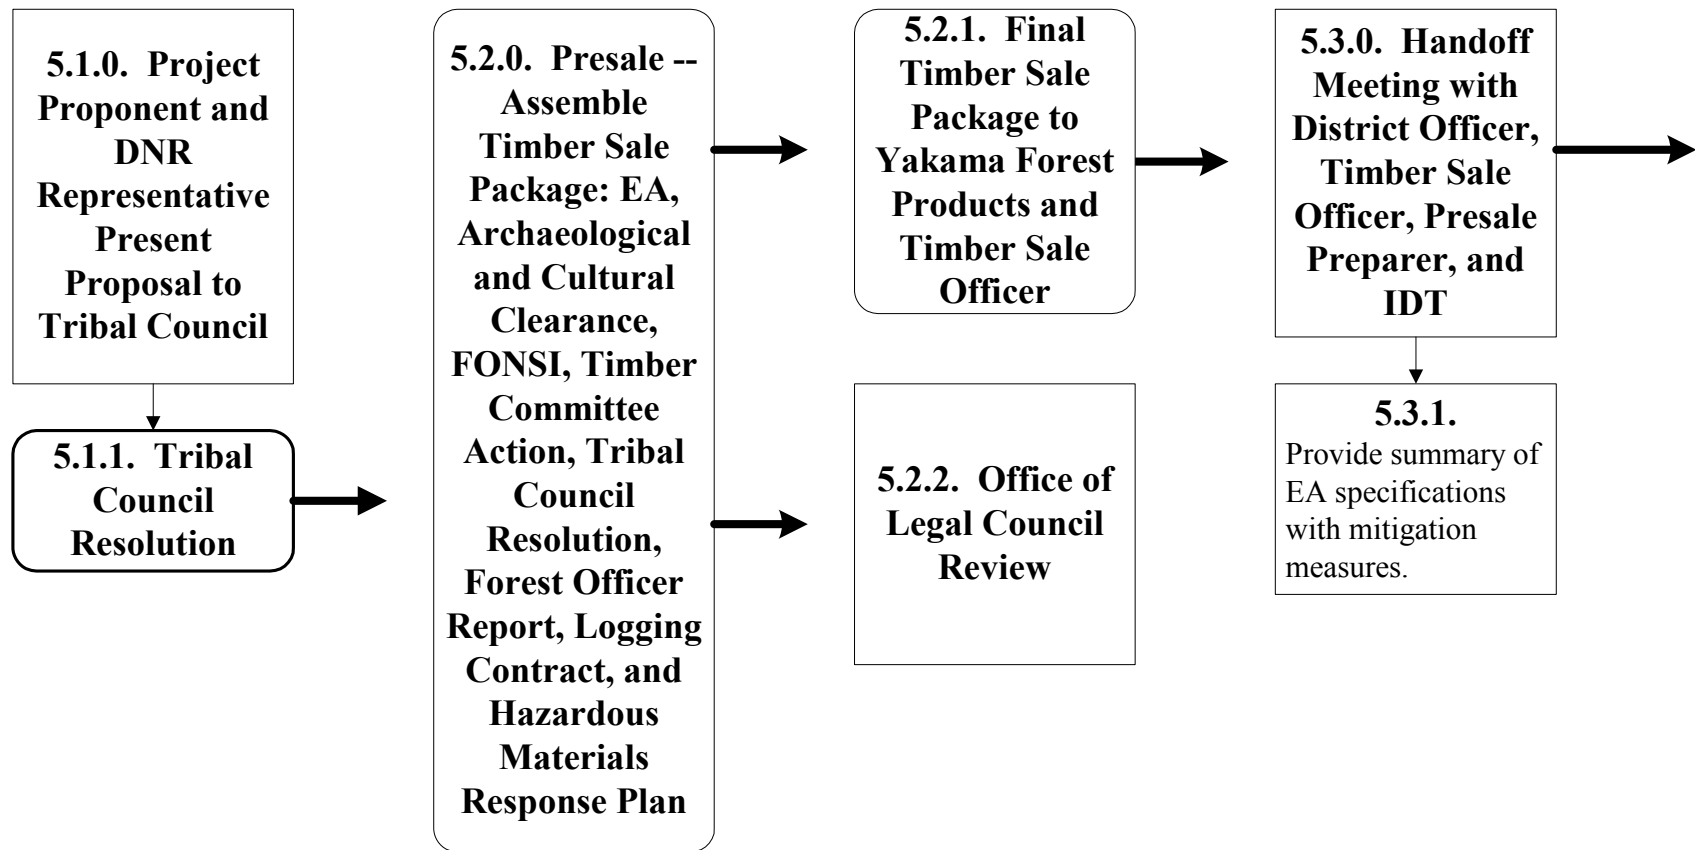 5.1.0. Project
Proponent and
DNR
Representative
Present
Proposal to
Tribal Council
5.1.1. Tribal
Council
Resolution
5.2.0. Presale --
Assemble
Timber Sale
Package: EA,
Archaeological
and Cultural
Clearance,
FONSI, Timber
Committee
Action, Tribal
Council
Resolution,
Forest Officer
Report, Logging
Contract, and
Hazardous
Materials
Response Plan
5.2.1. Final
Timber Sale
Package to
Yakama Forest
Products and
Timber Sale
Officer
5.2.2. Office of
Legal Council
Review
5.3.0. Handoff
Meeting with
District Officer,
Timber Sale
Officer, Presale
Preparer, and
IDT
5.3.1.
Provide summary of
EA specifications
with mitigation
measures.